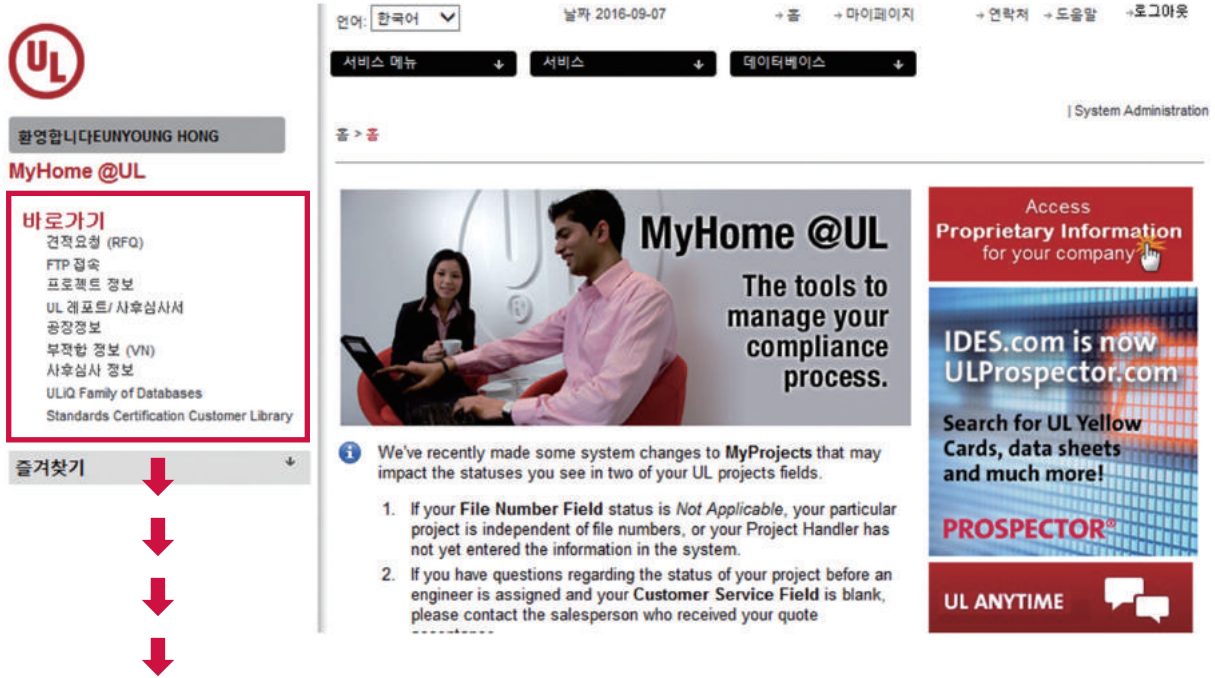 언어: 한국어
날짜 2016-09-07
홈
마이페이지
연락처
도움말
로그아웃
UL
서비스 메뉴
서비스
데이터베이스
| System Administration
환영합니다EUNYOUNG HONG
홈 > 홈
MyHome @UL
바로가기
견적요청 (RFQ)
FTP 접속
프로젝트 정보
UL 레포트/ 사후심사서
공장정보
부적합 정보 (VN)
사후심사 정보
ULiQ Family of Databases
Standards Certification Customer Library
즐겨찾기
MyHome @UL
The tools to
manage your
compliance
process.
We've recently made some system changes to MyProjects that may
impact the statuses you see in two of your UL projects fields.
1. If your File Number Field status is Not Applicable, your particular
project is independent of file numbers, or your Project Handler has
not yet entered the information in the system.
2. If you have questions regarding the status of your project before an
engineer is assigned and your Customer Service Field is blank,
please contact the salesperson who received your quote
Access
Proprietary Information
for your company
IDES.com is now
ULProspector.com
Search for UL Yellow
Cards, data sheets
and much more!
PROSPECTOR®
UL ANYTIME